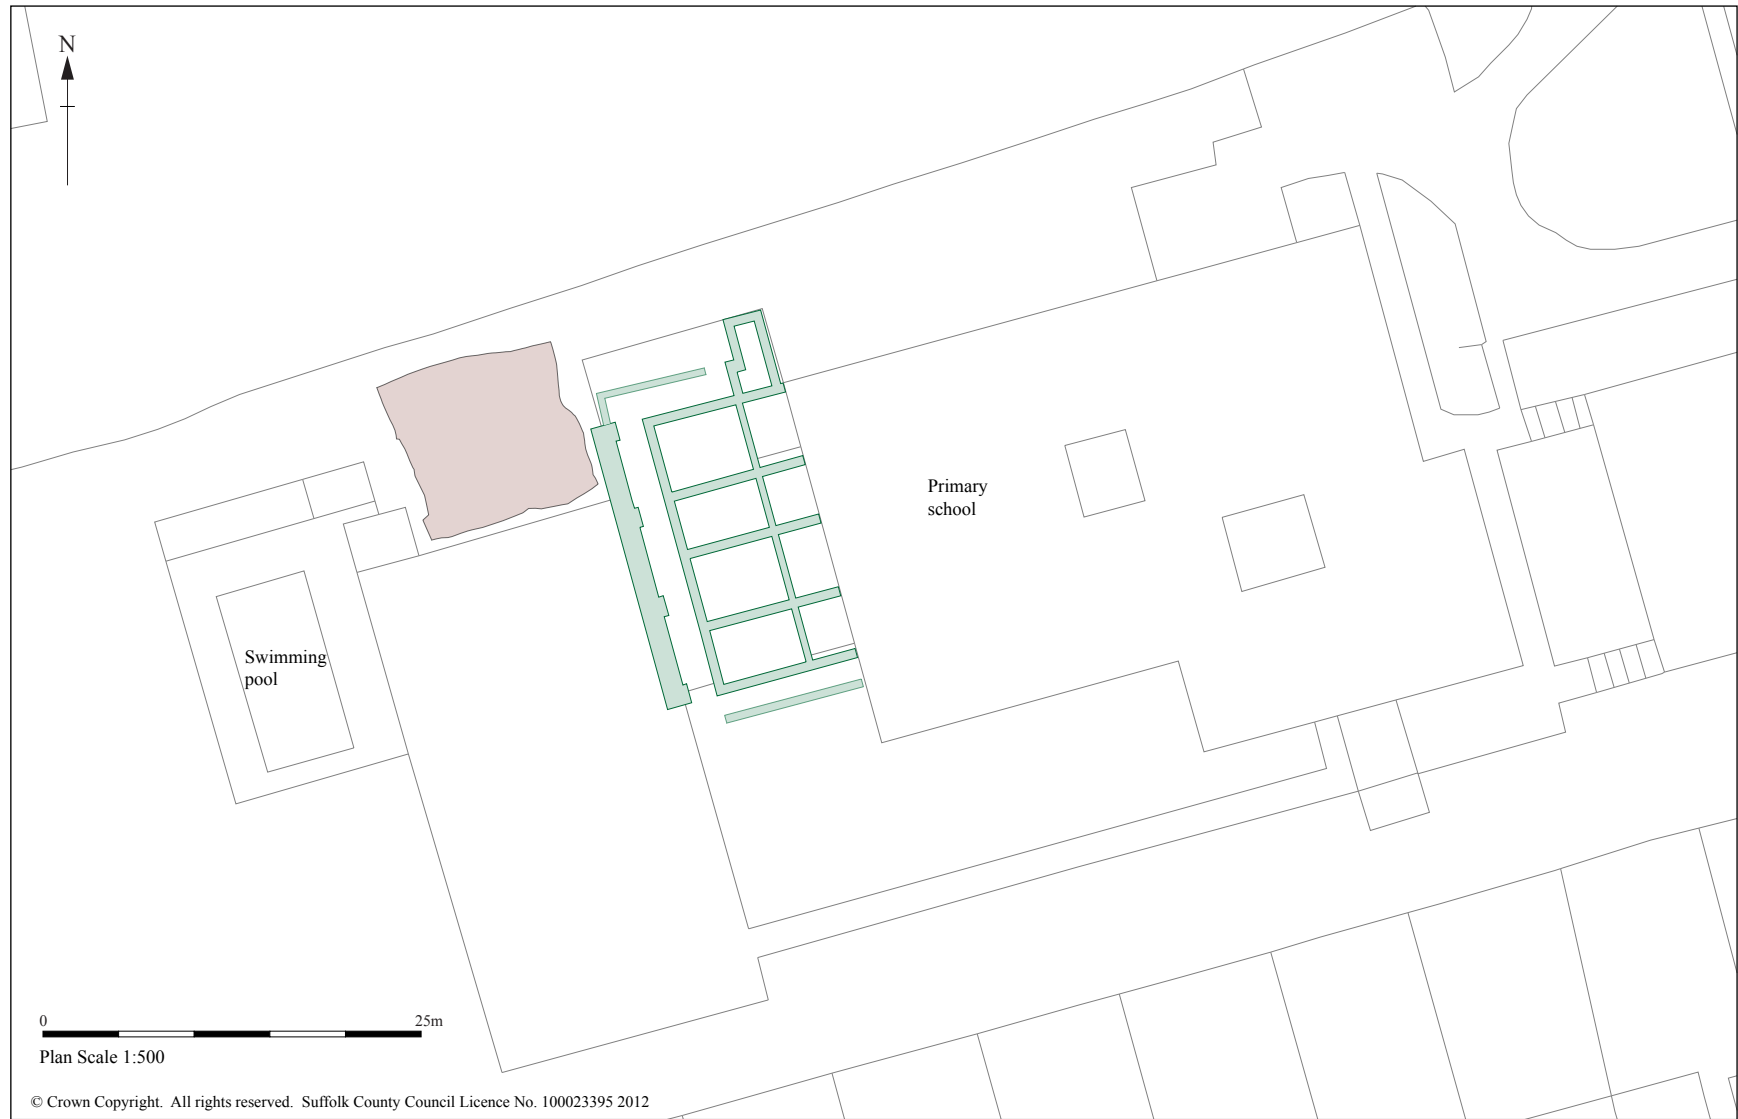 N
Primary
school
Swimming
pool
0 25m
Plan Scale 1:500
© Crown Copyright. All rights reserved. Suffolk County Council Licence No. 100023395 2012